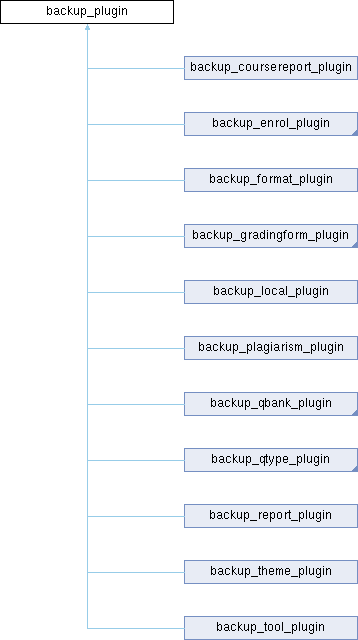 backup_plugin
backup_coursereport_plugin
backup_enrol_plugin
backup_format_plugin
backup_gradingform_plugin
backup_local_plugin
backup_plagiarism_plugin
backup_qbank_plugin
backup_qtype_plugin
backup_report_plugin
backup_theme_plugin
backup_tool_plugin